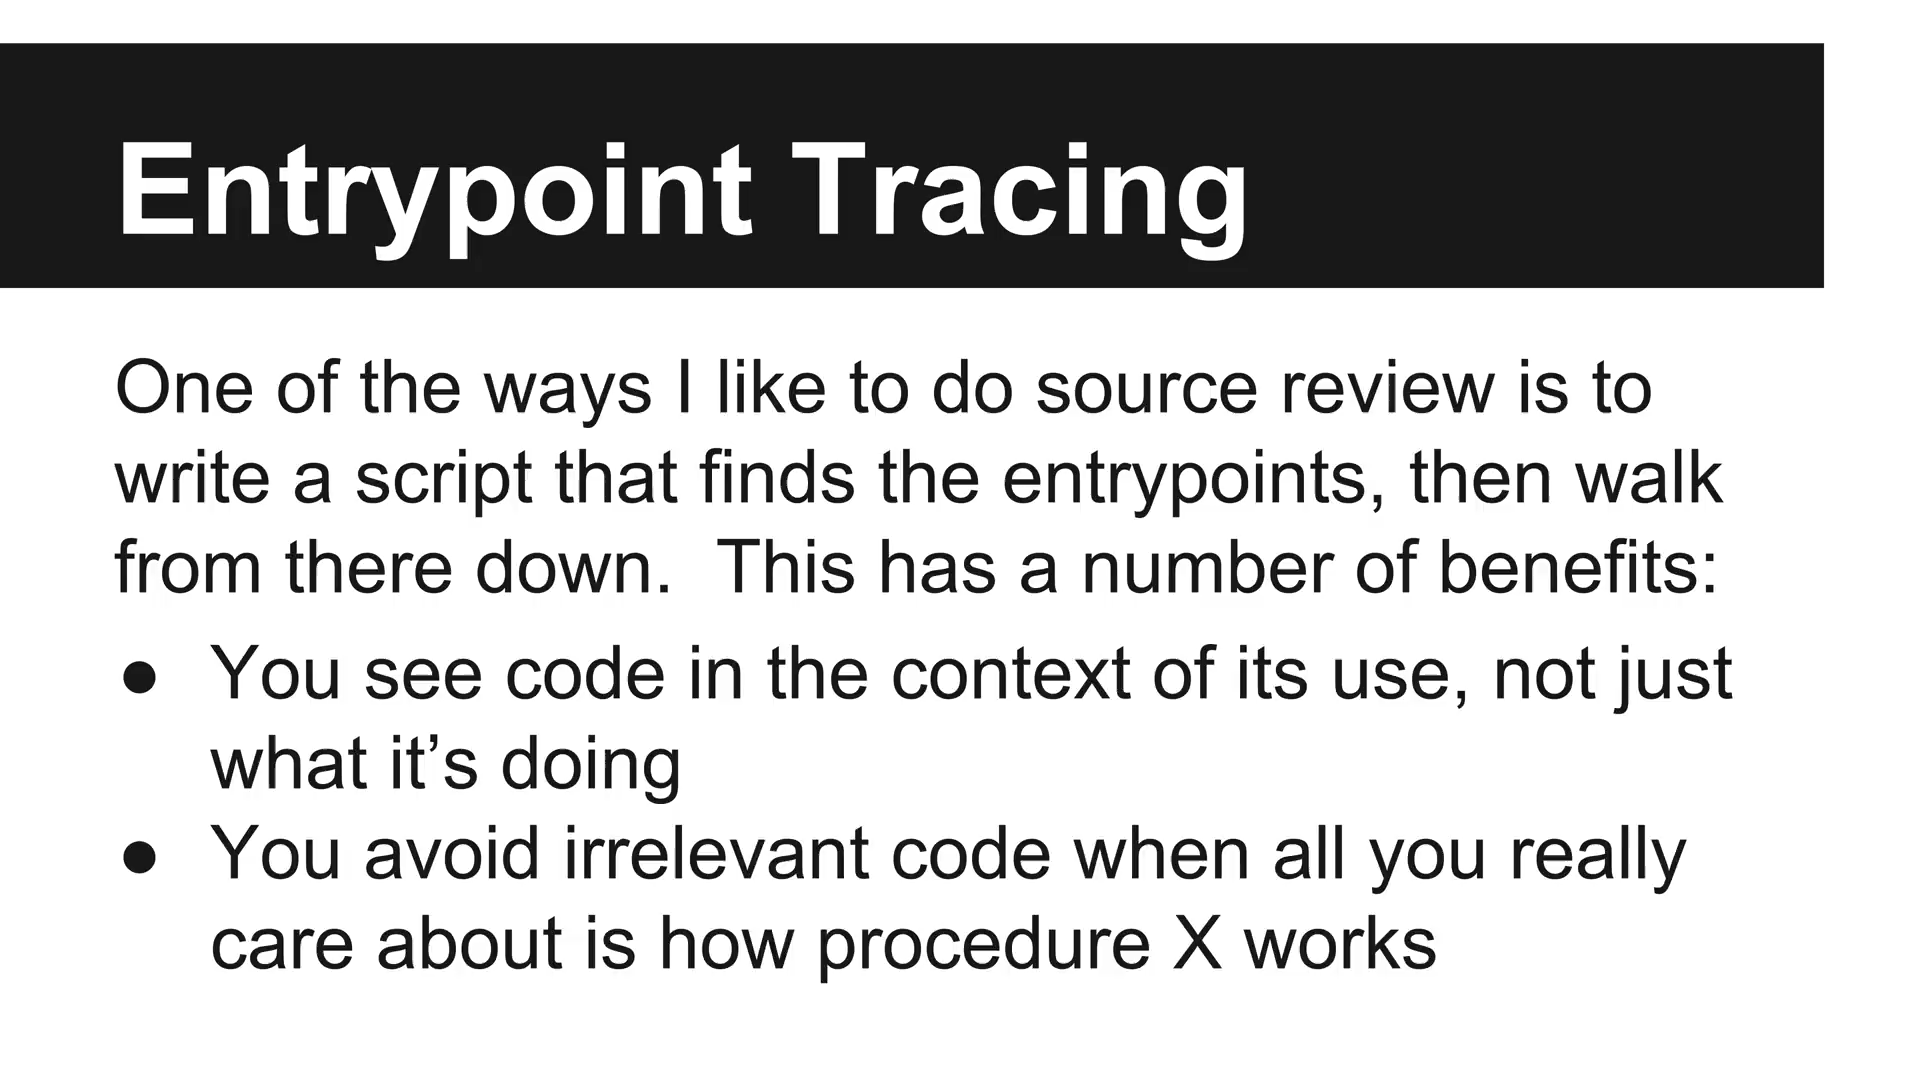 Entrypoint Tracing
One of the ways I like to do source review is to
write a script that finds the entrypoints, then walk
from there down.  This has a number of benefits:
● You see code in the context of its use, not just
what it’s doing
● You avoid irrelevant code when all you really
care about is how procedure X works